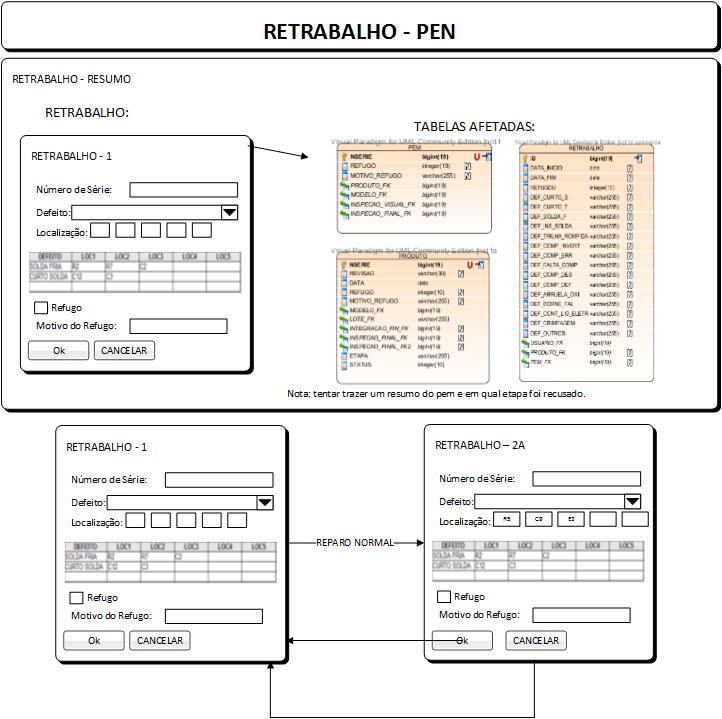 RETRABALHO - PEN
RETRABALHO - RESUMO
RETRABALHO:
TABELAS AFETADAS:
RETRABALHO - 1
Número de Série:
Defeito:
Localização:
DEFEITO LOC1 LOC2 LOC3 LOC4 LOC5
SOLDA FRIA R2 R7 C2
CURTO SOLDA C12 C3
Refugo
Motivo do Refugo:
Ok CANCELAR
Visual Paradigm for UML Community Edition [not f
PEM
NSERIE bigint(19) U
REFUGO integer(10)
MOTIVO_REFUGO varchar(255)
PRODUTO_FK bigint(19)
MODELO_FK bigint(19)
INSPECAO_VISUAL_FK bigint(19)
INSPECAO_FINAL_FK bigint(19)
Visual Paradigm for UML Community Edition [not fo
PRODUTO
NSERIE bigint(19) U
REVISAO varchar(30)
DATA date
REFUGO integer(10)
MOTIVO_REFUGO varchar(255)
MODELO_FK bigint(19)
LOTE_FK varchar(255)
INTEGRACAO_FIN_FK bigint(19)
INSPECAO_FINAL_FK bigint(19)
INSPECAO_FINAL_FK2 bigint(19)
ETAPA varchar(255)
STATUS integer(10)
Visual Paradigm for UML Community Edition [not for commercial
RETRABALHO
ID bigint(19)
DATA_INICIO date
DATA_FIM date
REFUGOU integer(10)
DEF_CURTO_S varchar(255)
DEF_CURTO_T varchar(255)
DEF_SOLDA_F varchar(255)
DEF_INS_SOLDA varchar(255)
DEF_TRILHA_ROMPIDA varchar(255)
DEF_COMP_INVERT varchar(255)
DEF_COMP_ERR varchar(255)
DEF_FALTA_COMP varchar(255)
DEF_COMP_DES varchar(255)
DEF_COMP_DEF varchar(255)
DEF_ARRUELA_OXI varchar(255)
DEF_BORNE_FAL varchar(255)
DEF_CONT_LIG_ELETR varchar(255)
DEF_CRIMPAGEM varchar(255)
DEF_OUTROS varchar(255)
USUARIO_FK bigint(19)
PRODUTO_FK bigint(19)
PEM_FK bigint(19)
Nota: tentar trazer um resumo do pem e em qual etapa foi recusado.
RETRABALHO - 1
Número de Série:
Defeito:
Localização:
DEFEITO LOC1 LOC2 LOC3 LOC4 LOC5
SOLDA FRIA R2 R7 C2
CURTO SOLDA C12 C3
Refugo
Motivo do Refugo:
Ok CANCELAR
REPARO NORMAL
RETRABALHO – 2A
Número de Série:
Defeito:
Localização: R5 C9 E2
DEFEITO LOC1 LOC2 LOC3 LOC4 LOC5
SOLDA FRIA R2 R7 C2
CURTO SOLDA C12 C3
Refugo
Motivo do Refugo:
Ok CANCELAR